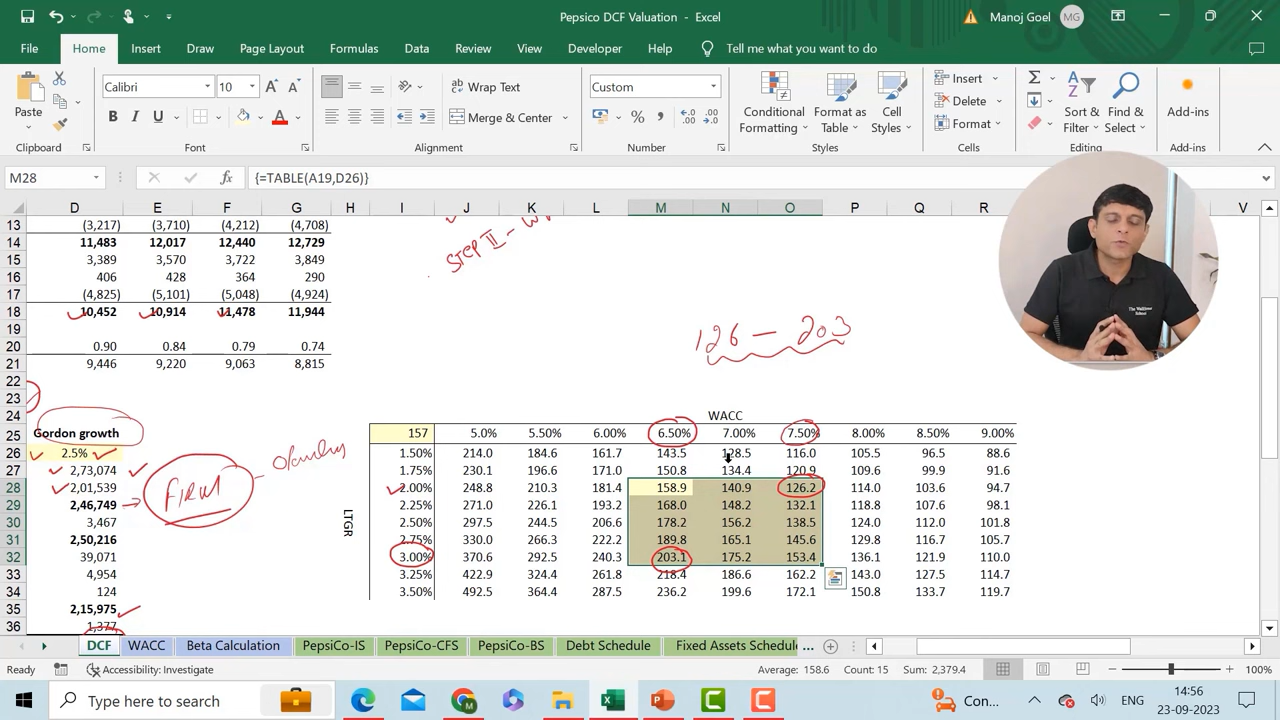 Pepsico DCF Valuation - Excel
Manoj Goel MG
File Home Insert Draw Page Layout Formulas Data Review View Developer Help Tell me what you want to do
Paste
Calibri 10
B I U
Wrap Text
Merge & Center
Custom
Conditional Formatting
Format as Table
Cell Styles
Insert
Delete
Format
Sort & Filter
Find & Select
Add-ins
Font Alignment Number Styles Cells Editing Add-ins
M28 {=TABLE(A19,D26)}
D E F G H I J K L M N O P Q R V
13 (3,217) (3,710) (4,212) (4,708)
14 11,483 12,017 12,440 12,729
15 3,389 3,570 3,722 3,849
16 406 428 364 290
17 (4,825) (5,101) (5,048) (4,924)
18 10,452 10,914 11,478 11,944
19
20 0.90 0.84 0.79 0.74
21 9,446 9,220 9,063 8,815
22
23
24 WACC
25 Gordon growth 157 5.0% 5.50% 6.00% 6.50% 7.00% 7.50% 8.00% 8.50% 9.00%
26 2.5% 1.50% 214.0 184.6 161.7 143.5 128.5 116.0 105.5 96.5 88.6
27 2,73,074 1.75% 230.1 196.6 171.0 150.8 134.4 120.9 109.6 99.9 91.6
28 2,01,539 2.00% 248.8 210.3 181.4 158.9 140.9 126.2 114.0 103.6 94.7
29 2,46,749 2.25% 271.0 226.1 193.2 168.0 148.2 132.1 118.8 107.6 98.1
30 3,467 2.50% 297.5 244.5 206.6 178.2 156.2 138.5 124.0 112.0 101.8
31 2,50,216 2.75% 330.0 266.3 222.2 189.8 165.1 145.6 129.8 116.7 105.7
32 39,071 3.00% 370.6 292.5 240.3 203.1 175.2 153.4 136.1 121.9 110.0
33 4,954 3.25% 422.9 324.4 261.8 218.4 186.6 162.2 143.0 127.5 114.7
34 124 3.50% 492.5 364.4 287.5 236.2 199.6 172.1 150.8 133.7 119.7
35 2,15,975
36 1,377
LTGR
STEP II - W
126 — 203
FIRM
The WallStreet School
DCF WACC Beta Calculation PepsiCo-IS PepsiCo-CFS PepsiCo-BS Debt Schedule Fixed Assets Schedule ...
Ready Accessibility: Investigate Average: 158.6 Count: 15 Sum: 2,379.4 100%
Type here to search
Con...
ENG
14:56
23-09-2023